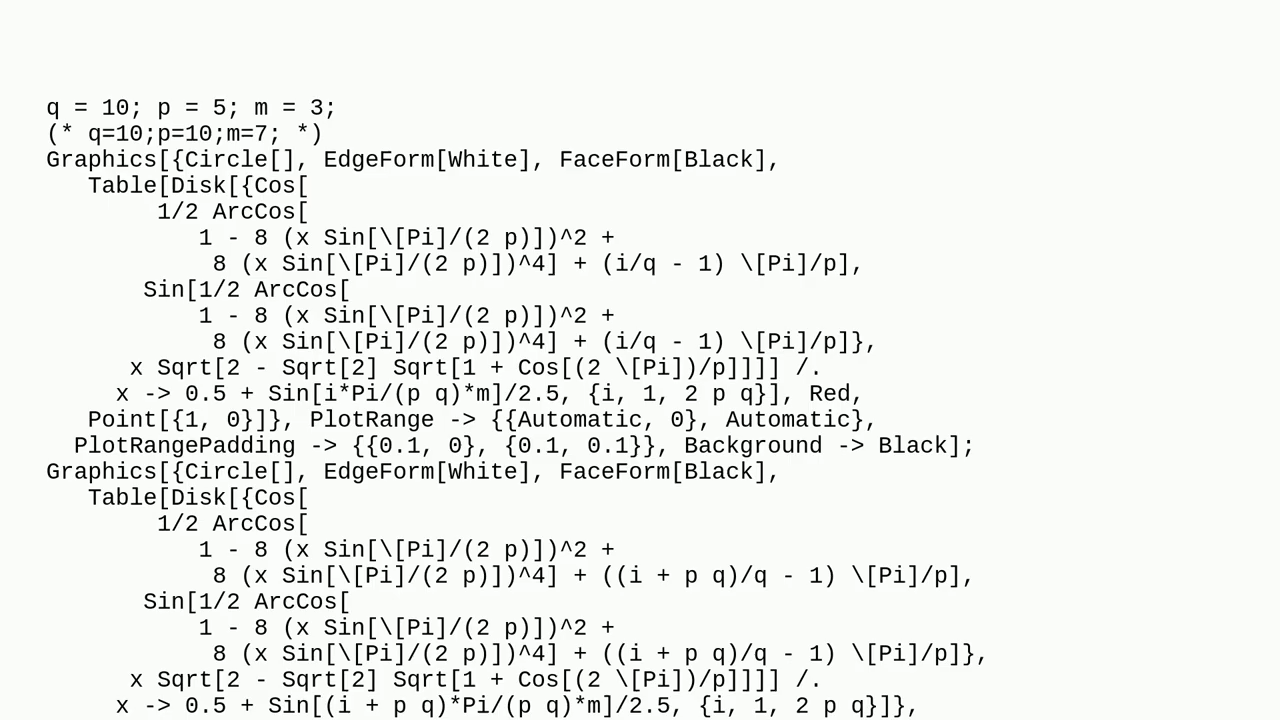 q = 10; p = 5; m = 3;
(* q=10;p=10;m=7; *)
Graphics[{Circle[], EdgeForm[White], FaceForm[Black],
Table[Disk[{Cos[
1/2 ArcCos[
1 - 8 (x Sin[\[Pi]/(2 p)])^2 +
8 (x Sin[\[Pi]/(2 p)])^4] + (i/q - 1) \[Pi]/p],
Sin[1/2 ArcCos[
1 - 8 (x Sin[\[Pi]/(2 p)])^2 +
8 (x Sin[\[Pi]/(2 p)])^4] + (i/q - 1) \[Pi]/p]},
x Sqrt[2 - Sqrt[2] Sqrt[1 + Cos[(2 \[Pi])/p]]]] /.
x -> 0.5 + Sin[i*Pi/(p q)*m]/2.5, {i, 1, 2 p q}], Red,
Point[{1, 0}]}, PlotRange -> {{Automatic, 0}, Automatic},
PlotRangePadding -> {{0.1, 0}, {0.1, 0.1}}, Background -> Black];
Graphics[{Circle[], EdgeForm[White], FaceForm[Black],
Table[Disk[{Cos[
1/2 ArcCos[
1 - 8 (x Sin[\[Pi]/(2 p)])^2 +
8 (x Sin[\[Pi]/(2 p)])^4] + ((i + p q)/q - 1) \[Pi]/p],
Sin[1/2 ArcCos[
1 - 8 (x Sin[\[Pi]/(2 p)])^2 +
8 (x Sin[\[Pi]/(2 p)])^4] + ((i + p q)/q - 1) \[Pi]/p]},
x Sqrt[2 - Sqrt[2] Sqrt[1 + Cos[(2 \[Pi])/p]]]] /.
x -> 0.5 + Sin[(i + p q)*Pi/(p q)*m]/2.5, {i, 1, 2 p q}]},